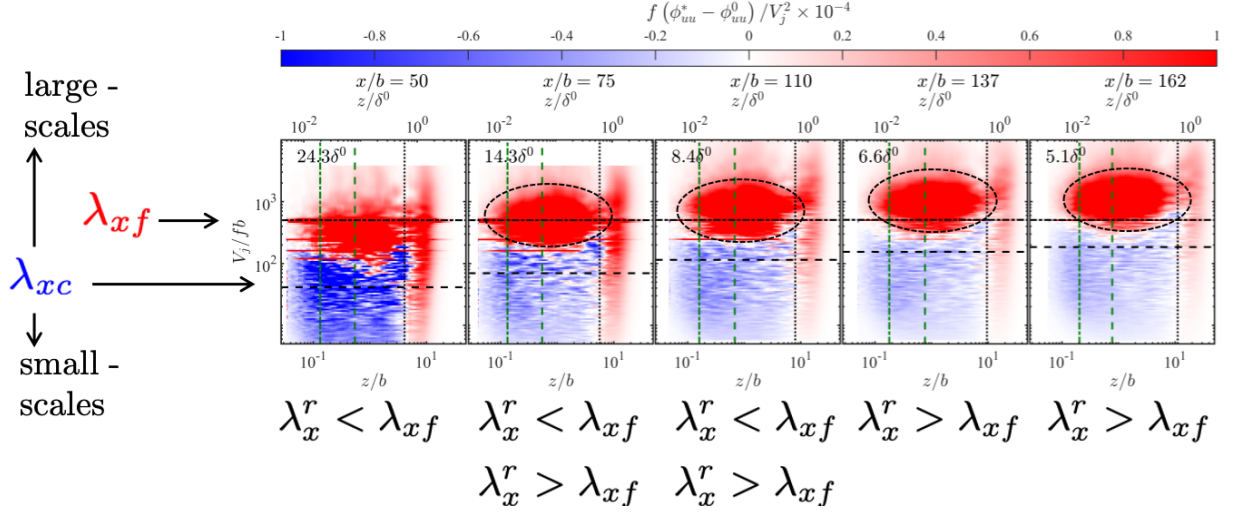 f (ϕ*uu − ϕ⁰uu) /V²j × 10⁻⁴
-1 -0.8 -0.6 -0.4 -0.2 0 0.2 0.4 0.6 0.8 1
x/b = 50 x/b = 75 x/b = 110 x/b = 137 x/b = 162
z/δ⁰ z/δ⁰ z/δ⁰ z/δ⁰ z/δ⁰
10⁻² 10⁰ 10⁻² 10⁰ 10⁻² 10⁰ 10⁻² 10⁰ 10⁻² 10⁰
large -
scales
24.3δ⁰ 14.3δ⁰ 8.4δ⁰ 6.6δ⁰ 5.1δ⁰
λxf
λxc
small -
scales
Vj/fb
10³
10²
10⁻¹ 10¹ 10⁻¹ 10¹ 10⁻¹ 10¹ 10⁻¹ 10¹ 10⁻¹ 10¹
z/b z/b z/b z/b z/b
λʳx < λxf λʳx < λxf λʳx < λxf λʳx > λxf λʳx > λxf
λʳx > λxf λʳx > λxf